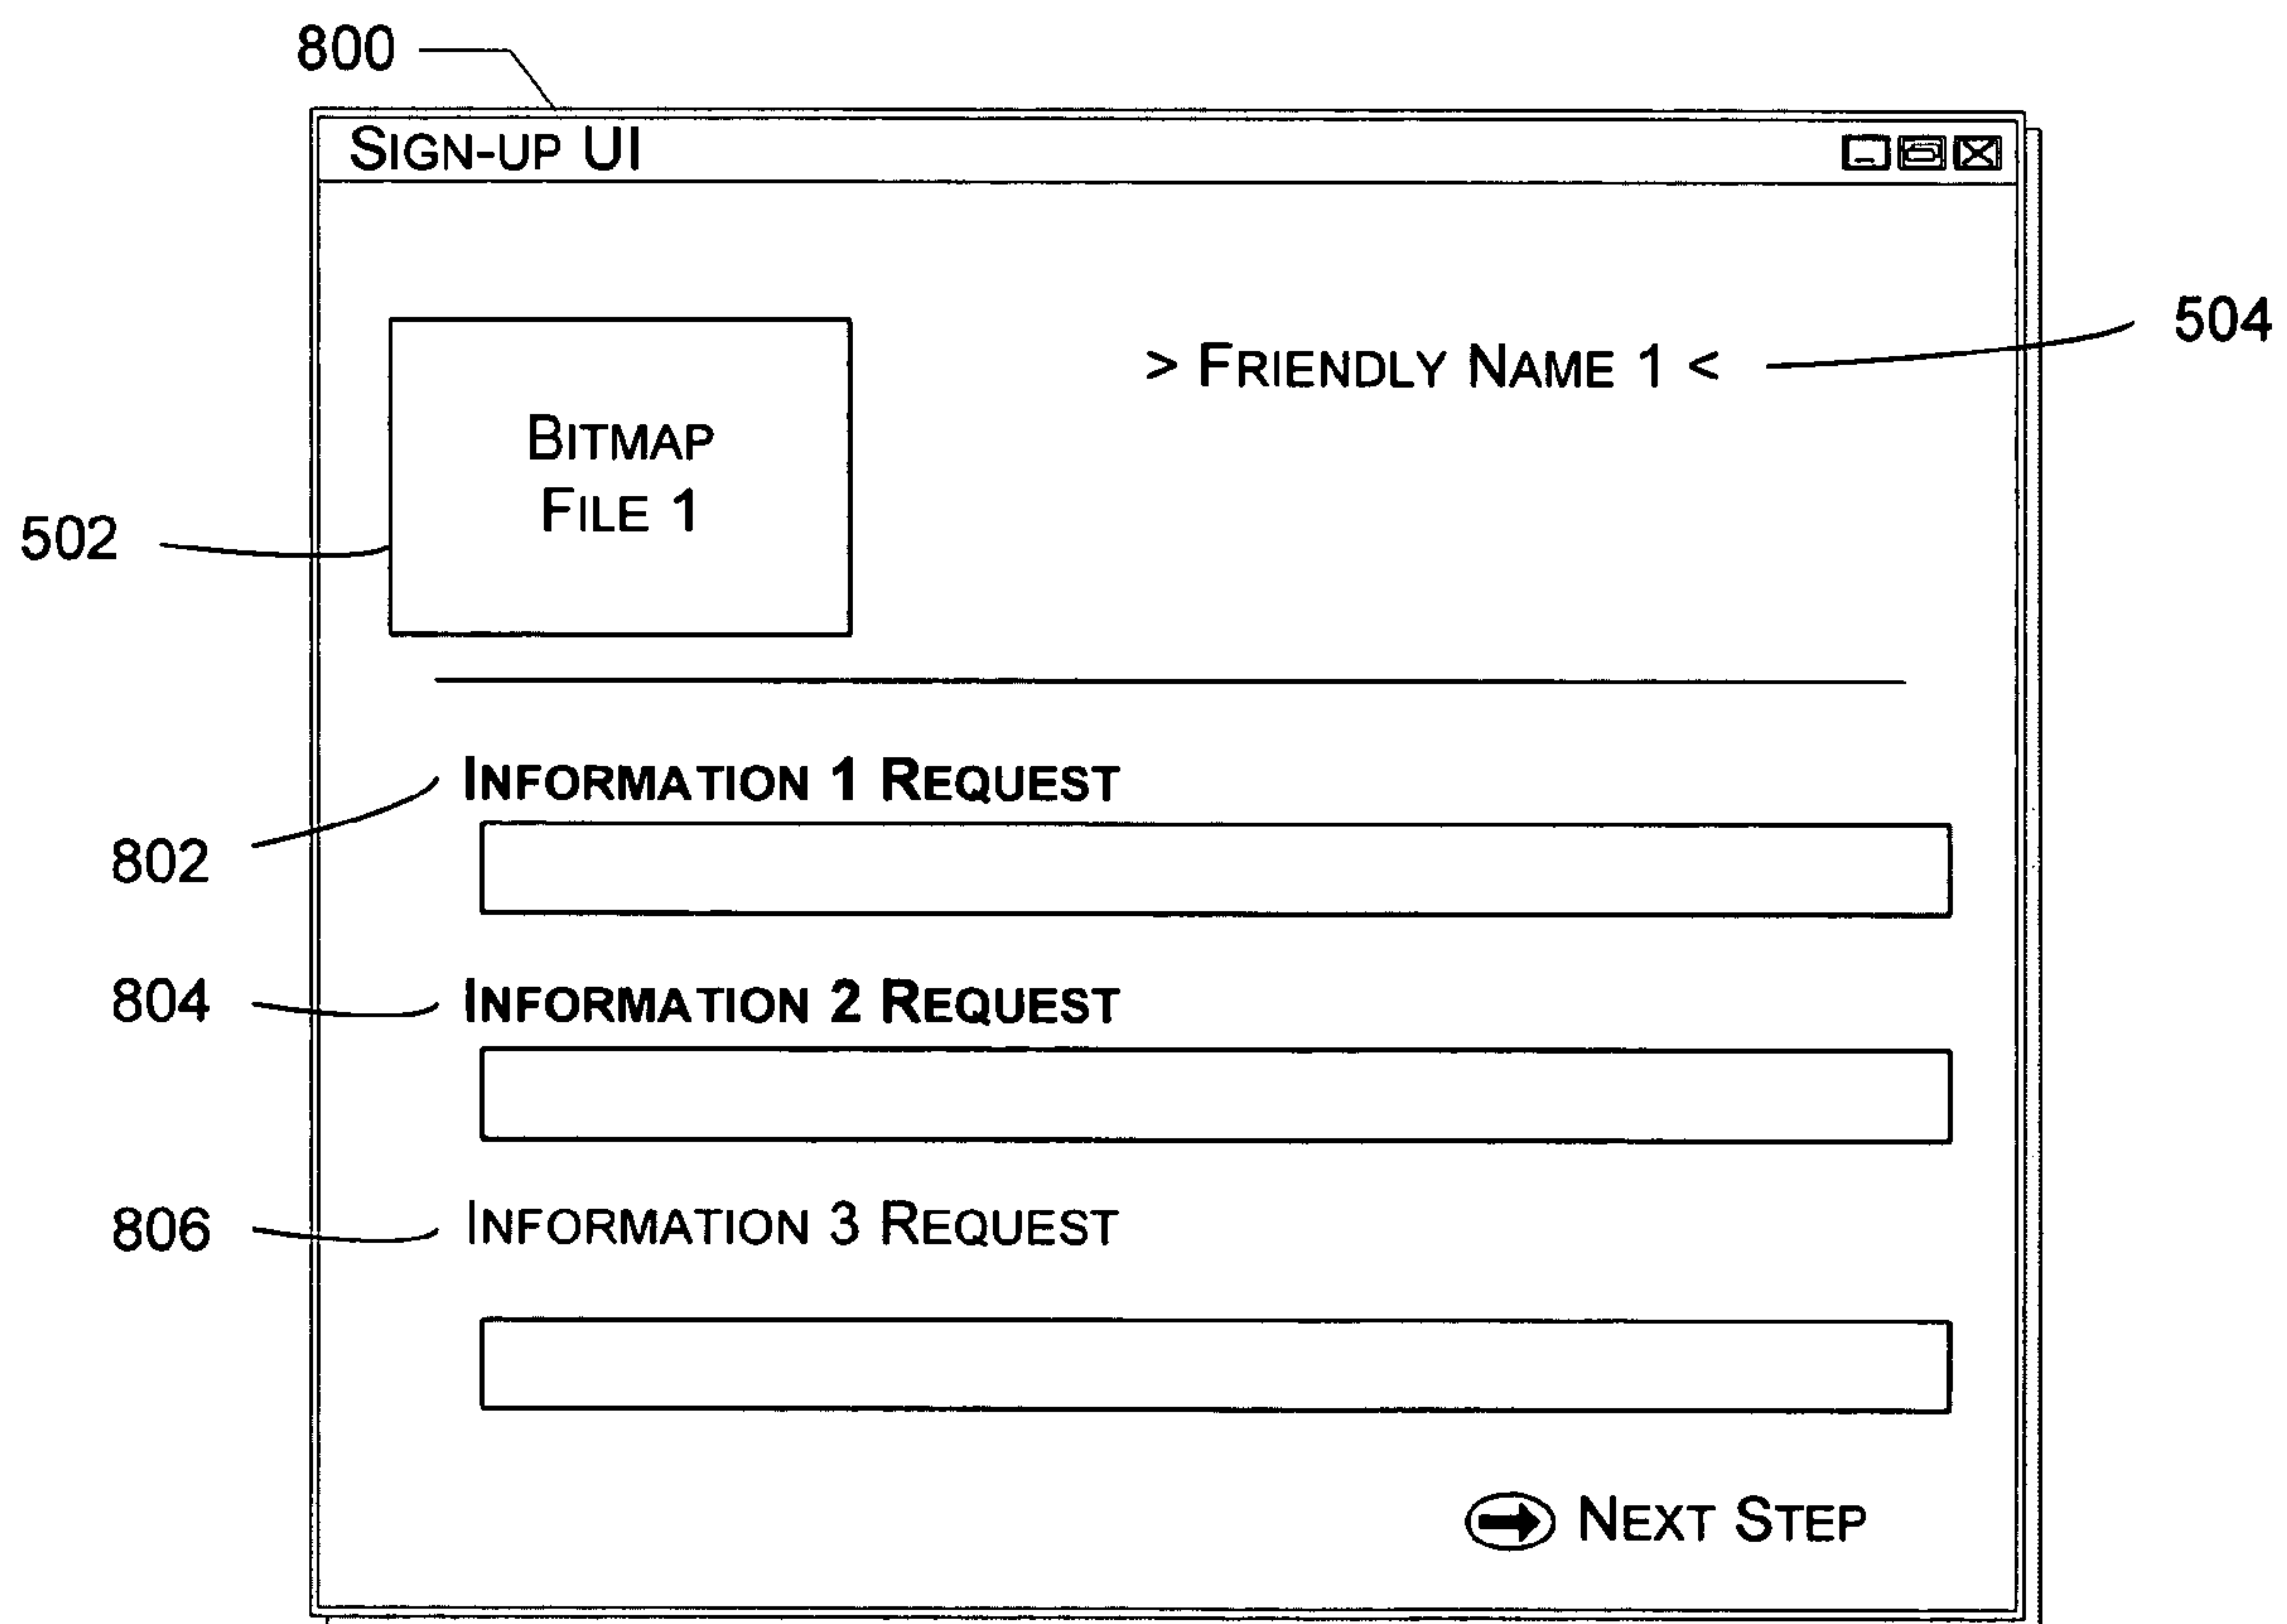 800
SIGN-UP UI
> FRIENDLY NAME 1 <
504
BITMAP
FILE 1
502
INFORMATION 1 REQUEST
802
804
INFORMATION 2 REQUEST
806
INFORMATION 3 REQUEST
NEXT STEP